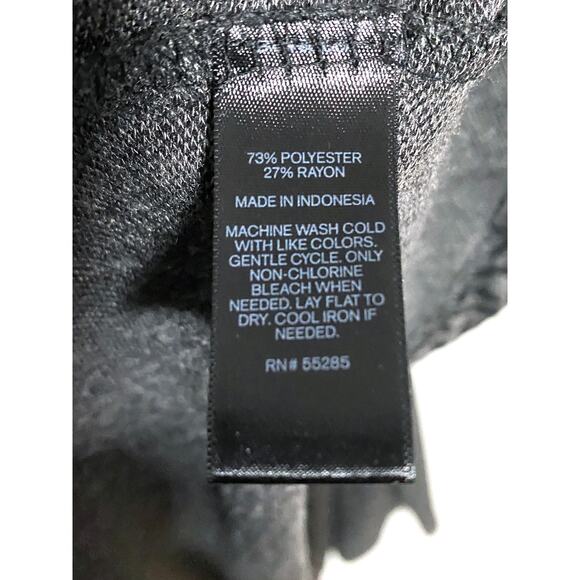 73% POLYESTER
27% RAYON
MADE IN INDONESIA
MACHINE WASH COLD
WITH LIKE COLORS.
GENTLE CYCLE. ONLY
NON-CHLORINE
BLEACH WHEN
NEEDED. LAY FLAT TO
DRY. COOL IRON IF
NEEDED.
RN# 55285